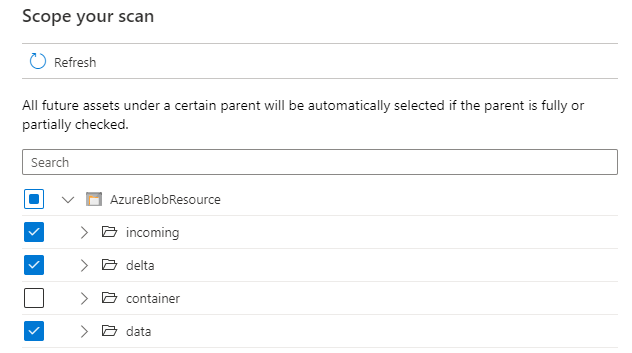 Scope your scan
Refresh
All future assets under a certain parent will be automatically selected if the parent is fully or
partially checked.
Search
AzureBlobResource
incoming
delta
container
data